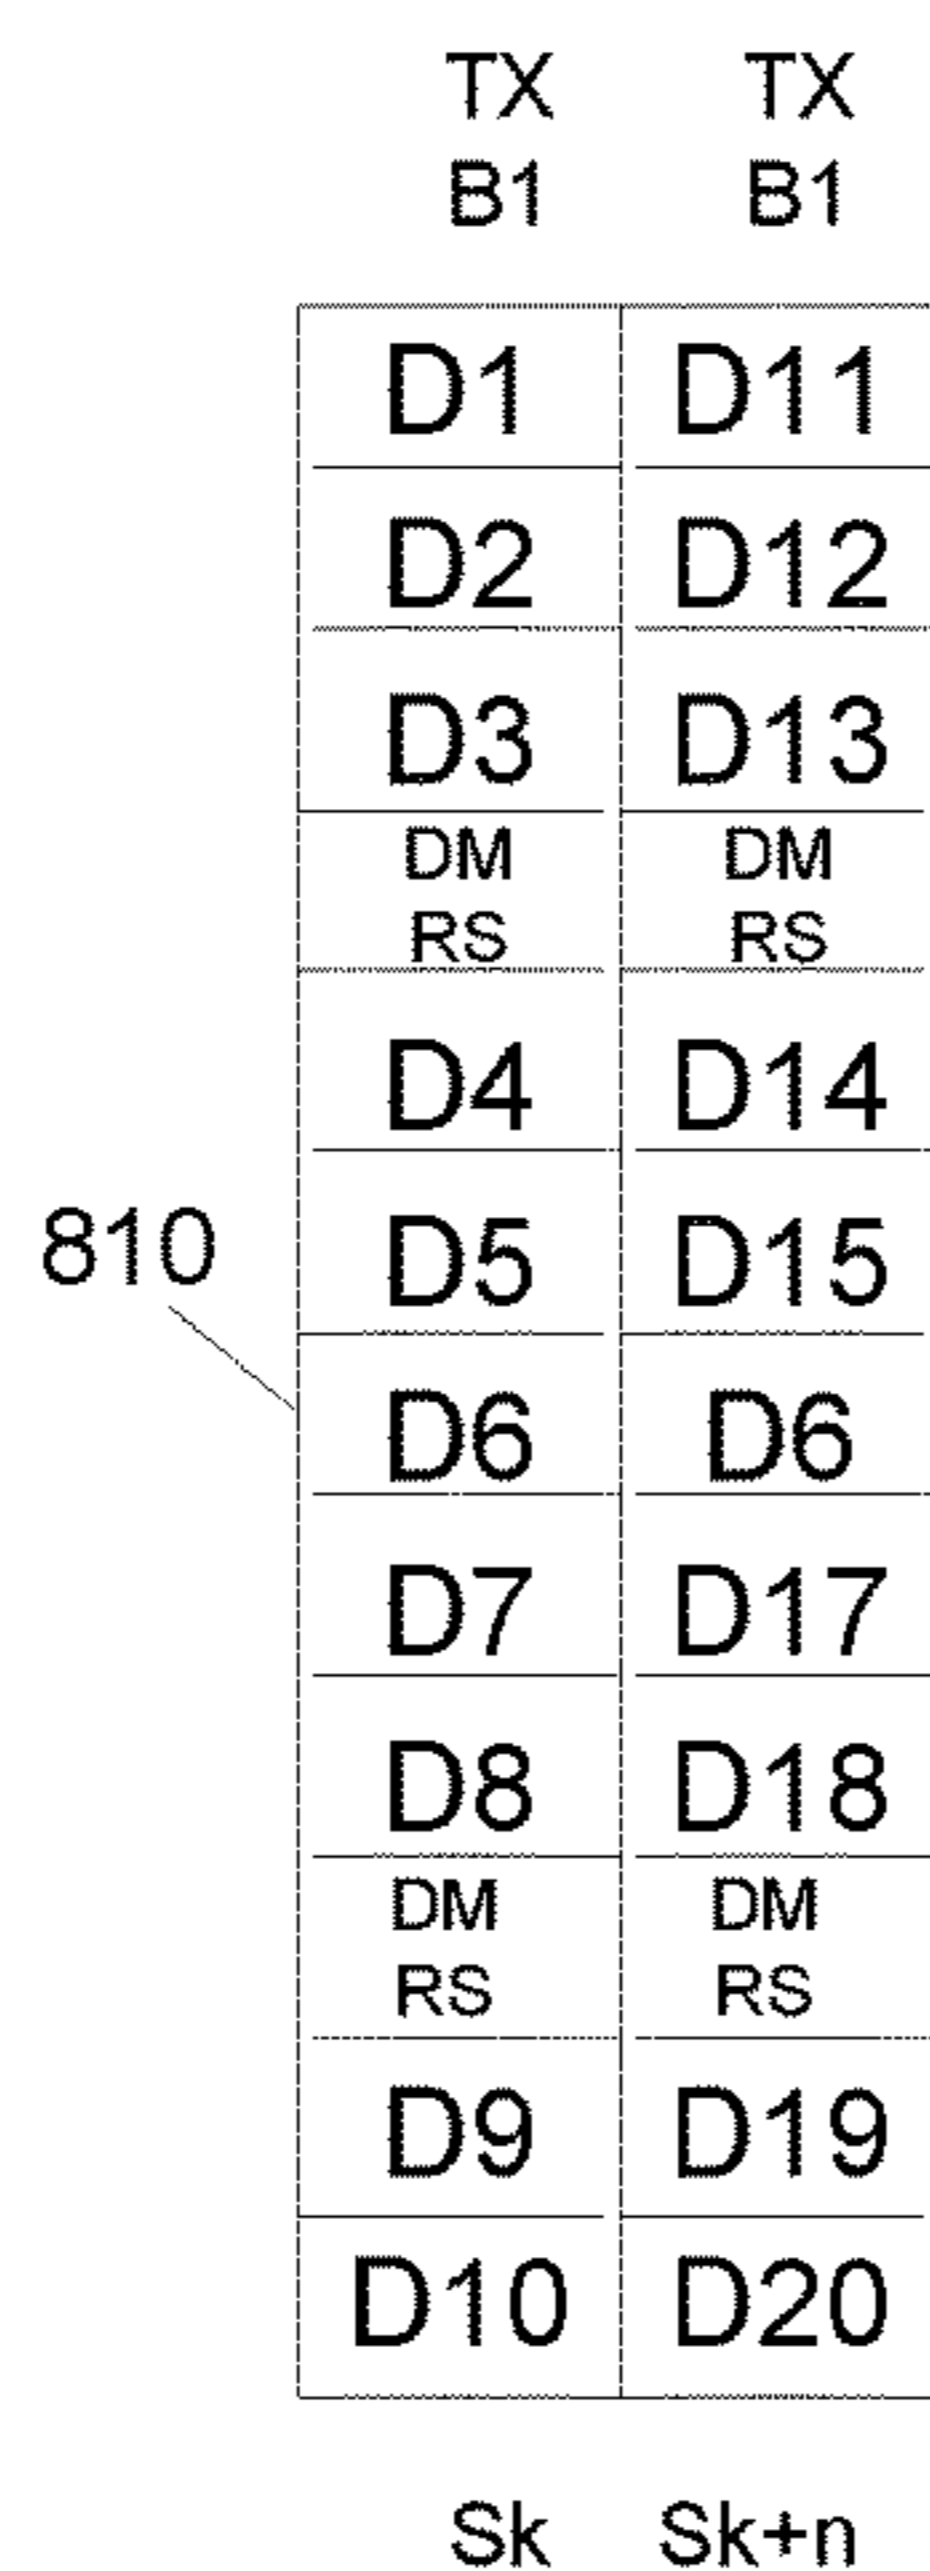 TX TX
B1 B1
D1 D11
D2 D12
D3 D13
DM DM
RS RS
D4 D14
810 D5 D15
D6 D6
D7 D17
D8 D18
DM DM
RS RS
D9 D19
D10 D20
Sk Sk+n